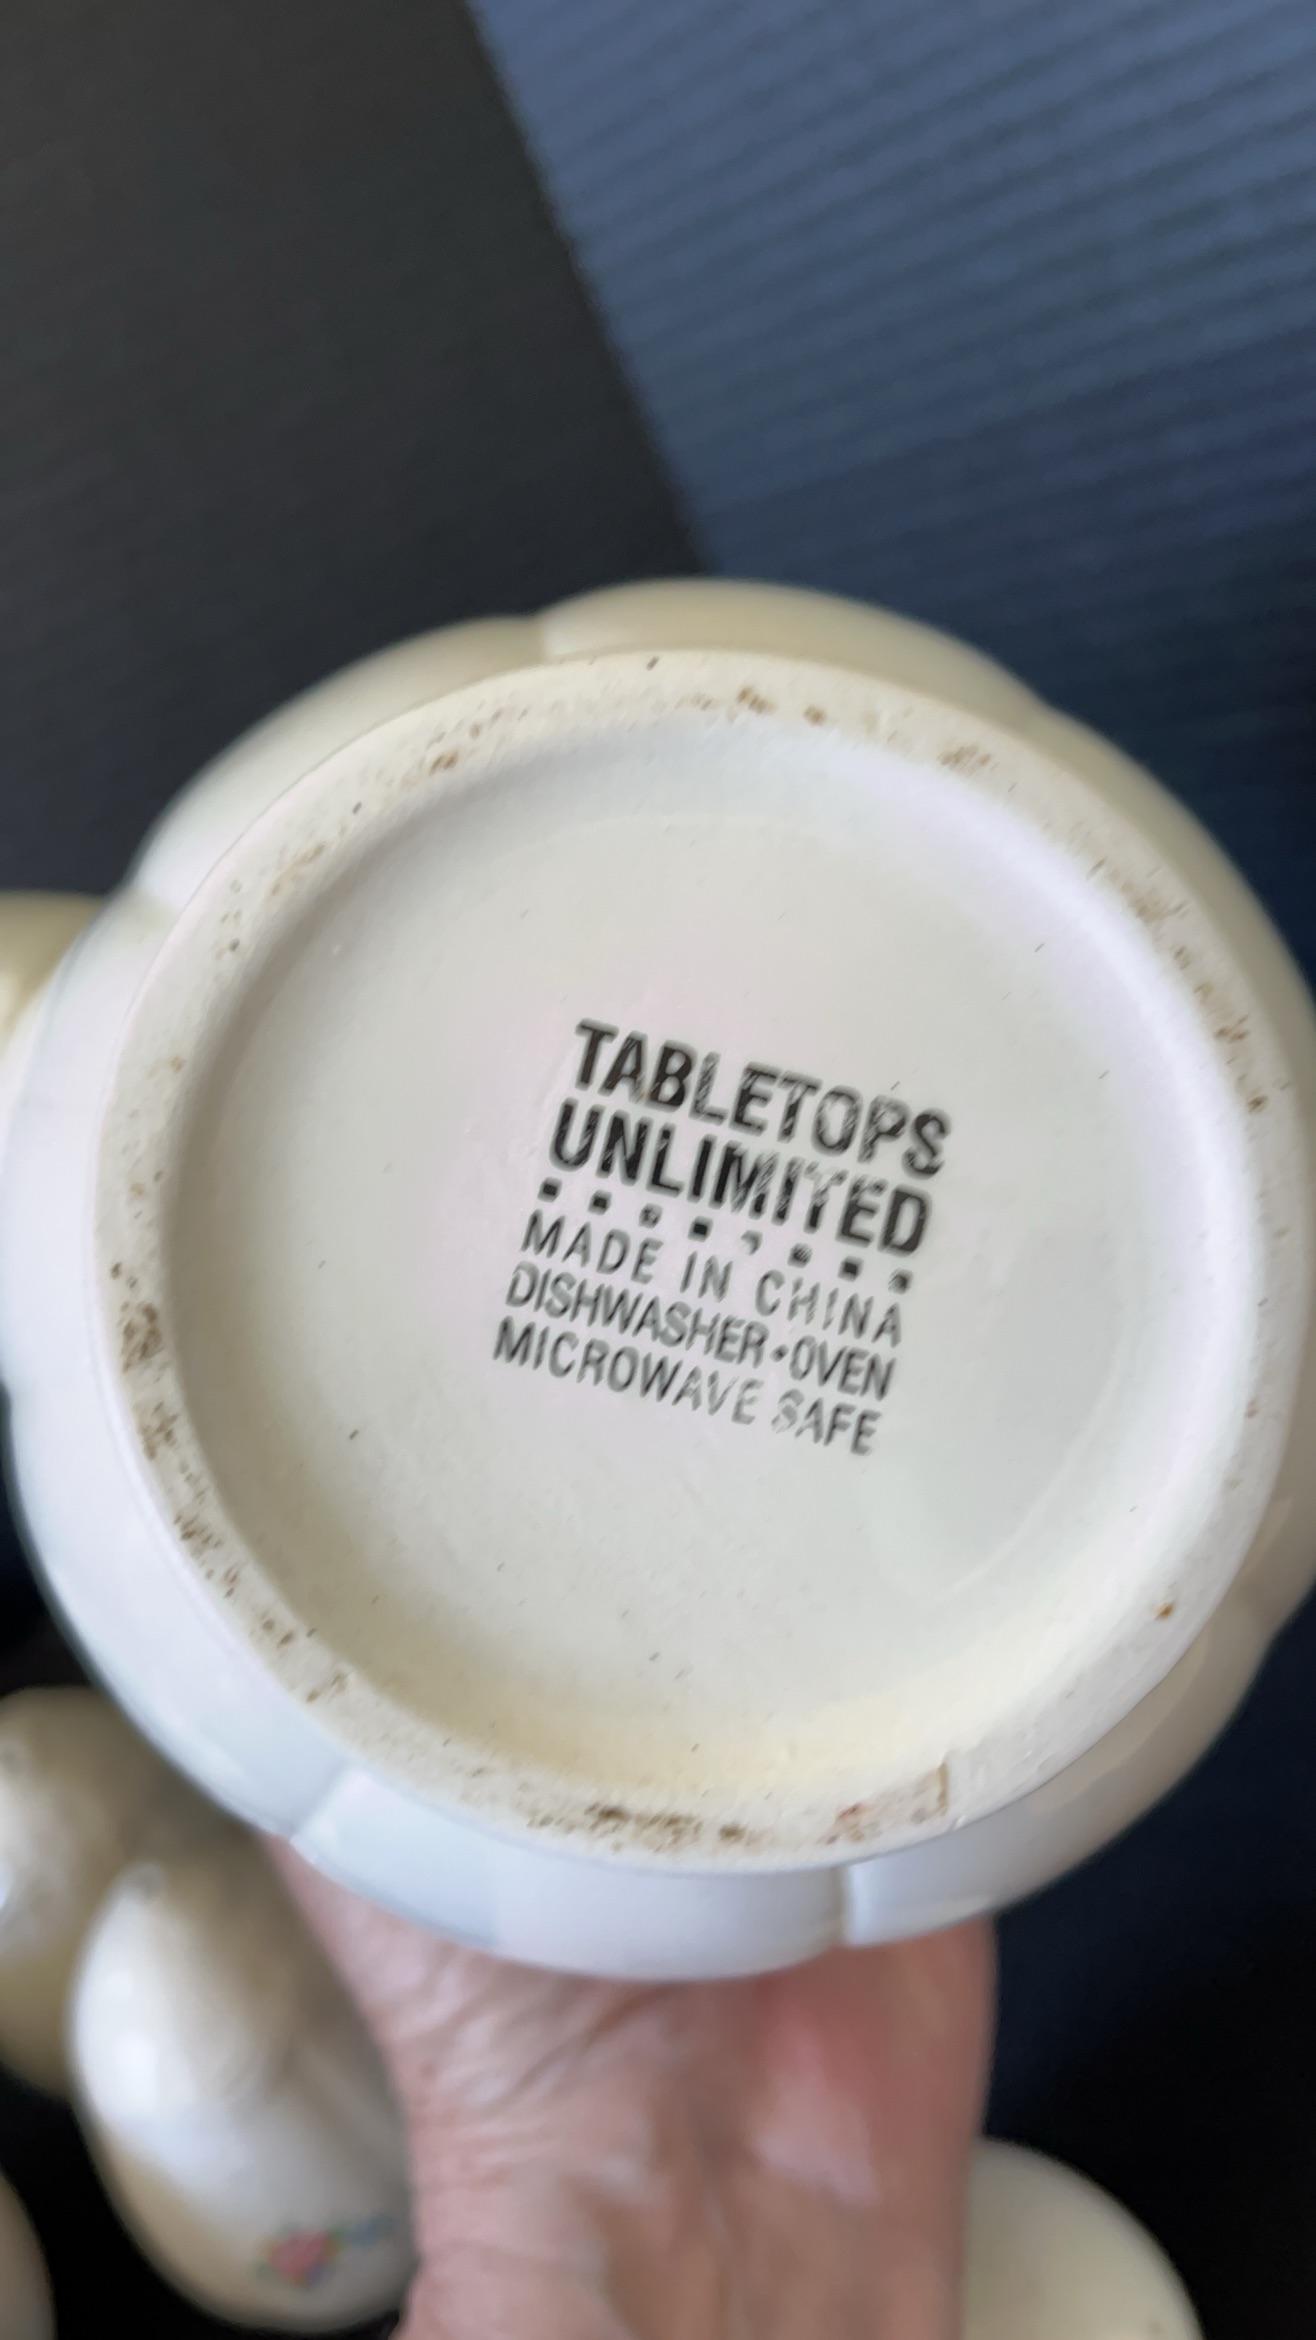 TABLETOPS
UNLIMITED
MADE IN CHINA
DISHWASHER•OVEN
MICROWAVE SAFE